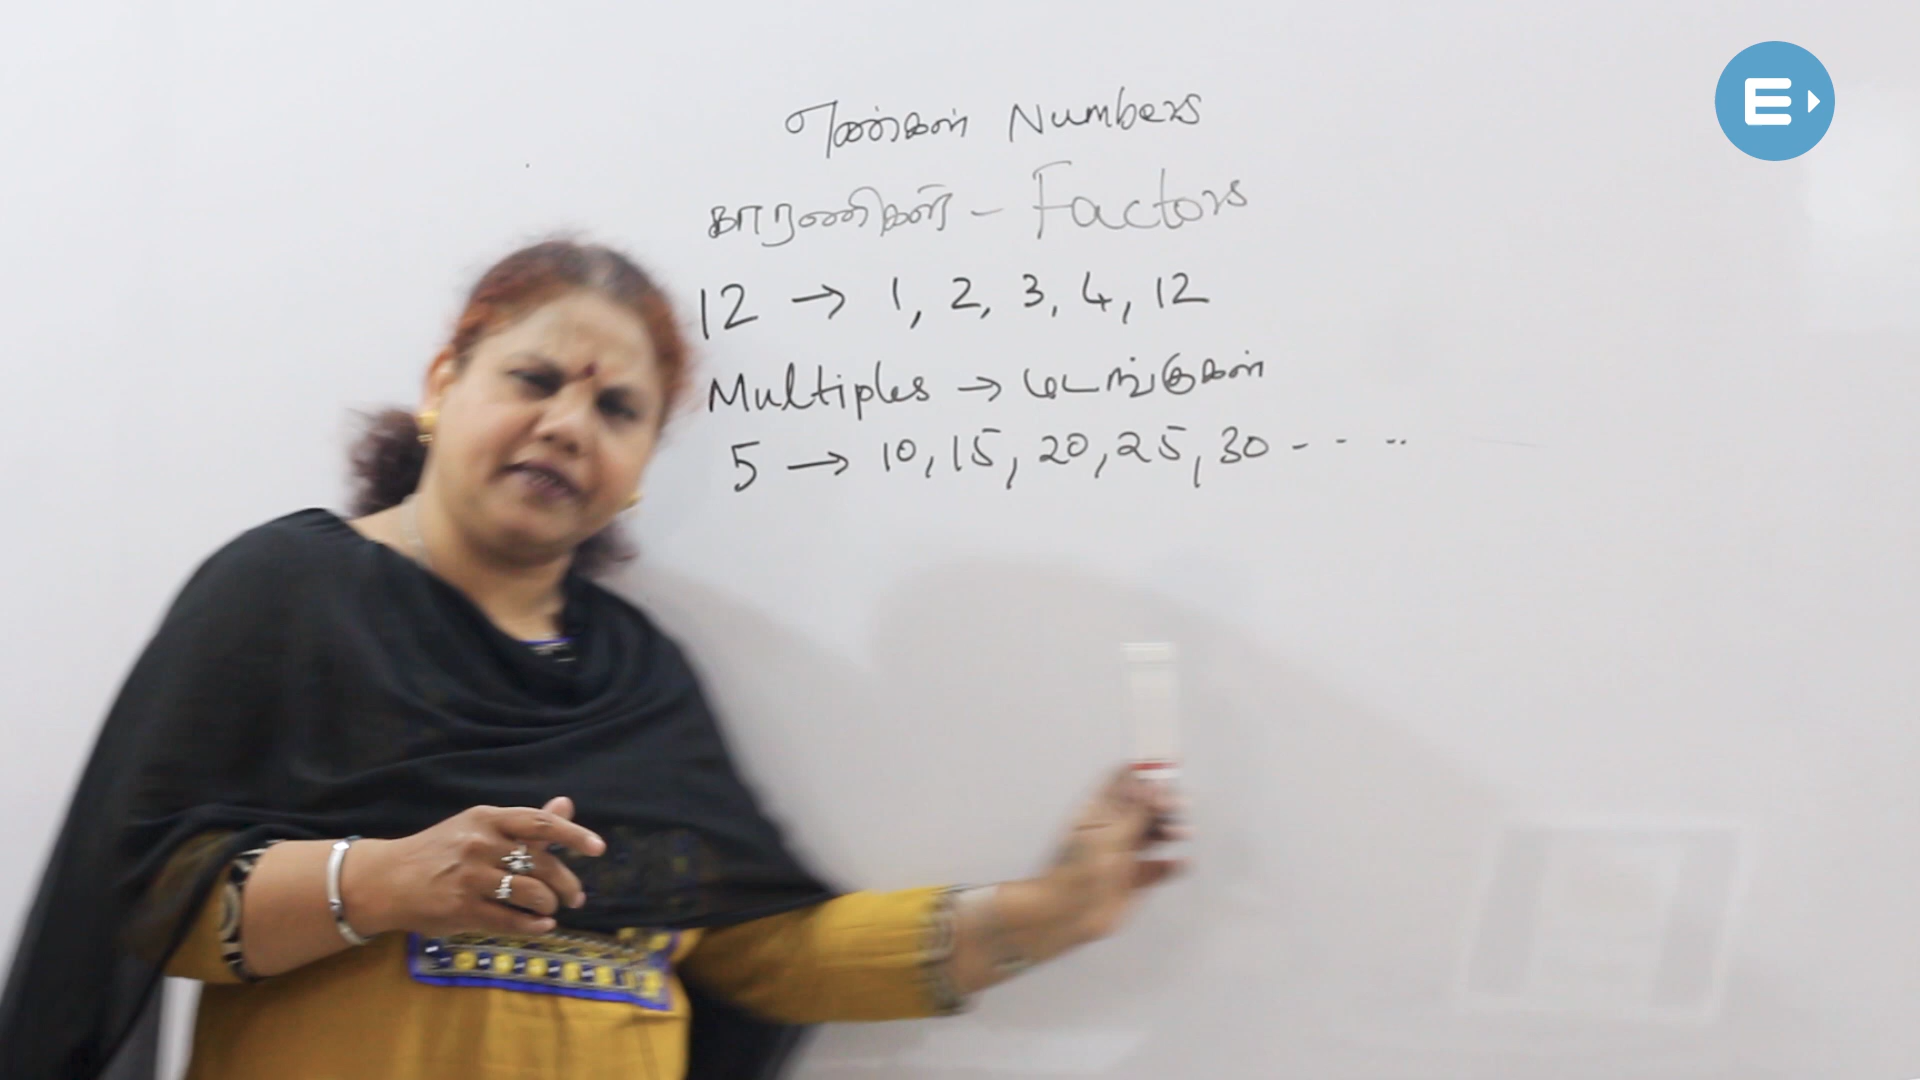 எண்கள் Numbers
காரணிகள் - Factors
12 → 1, 2, 3, 4, 12
Multiples → மடங்குகள்
5 → 10, 15, 20, 25, 30 - - --
E